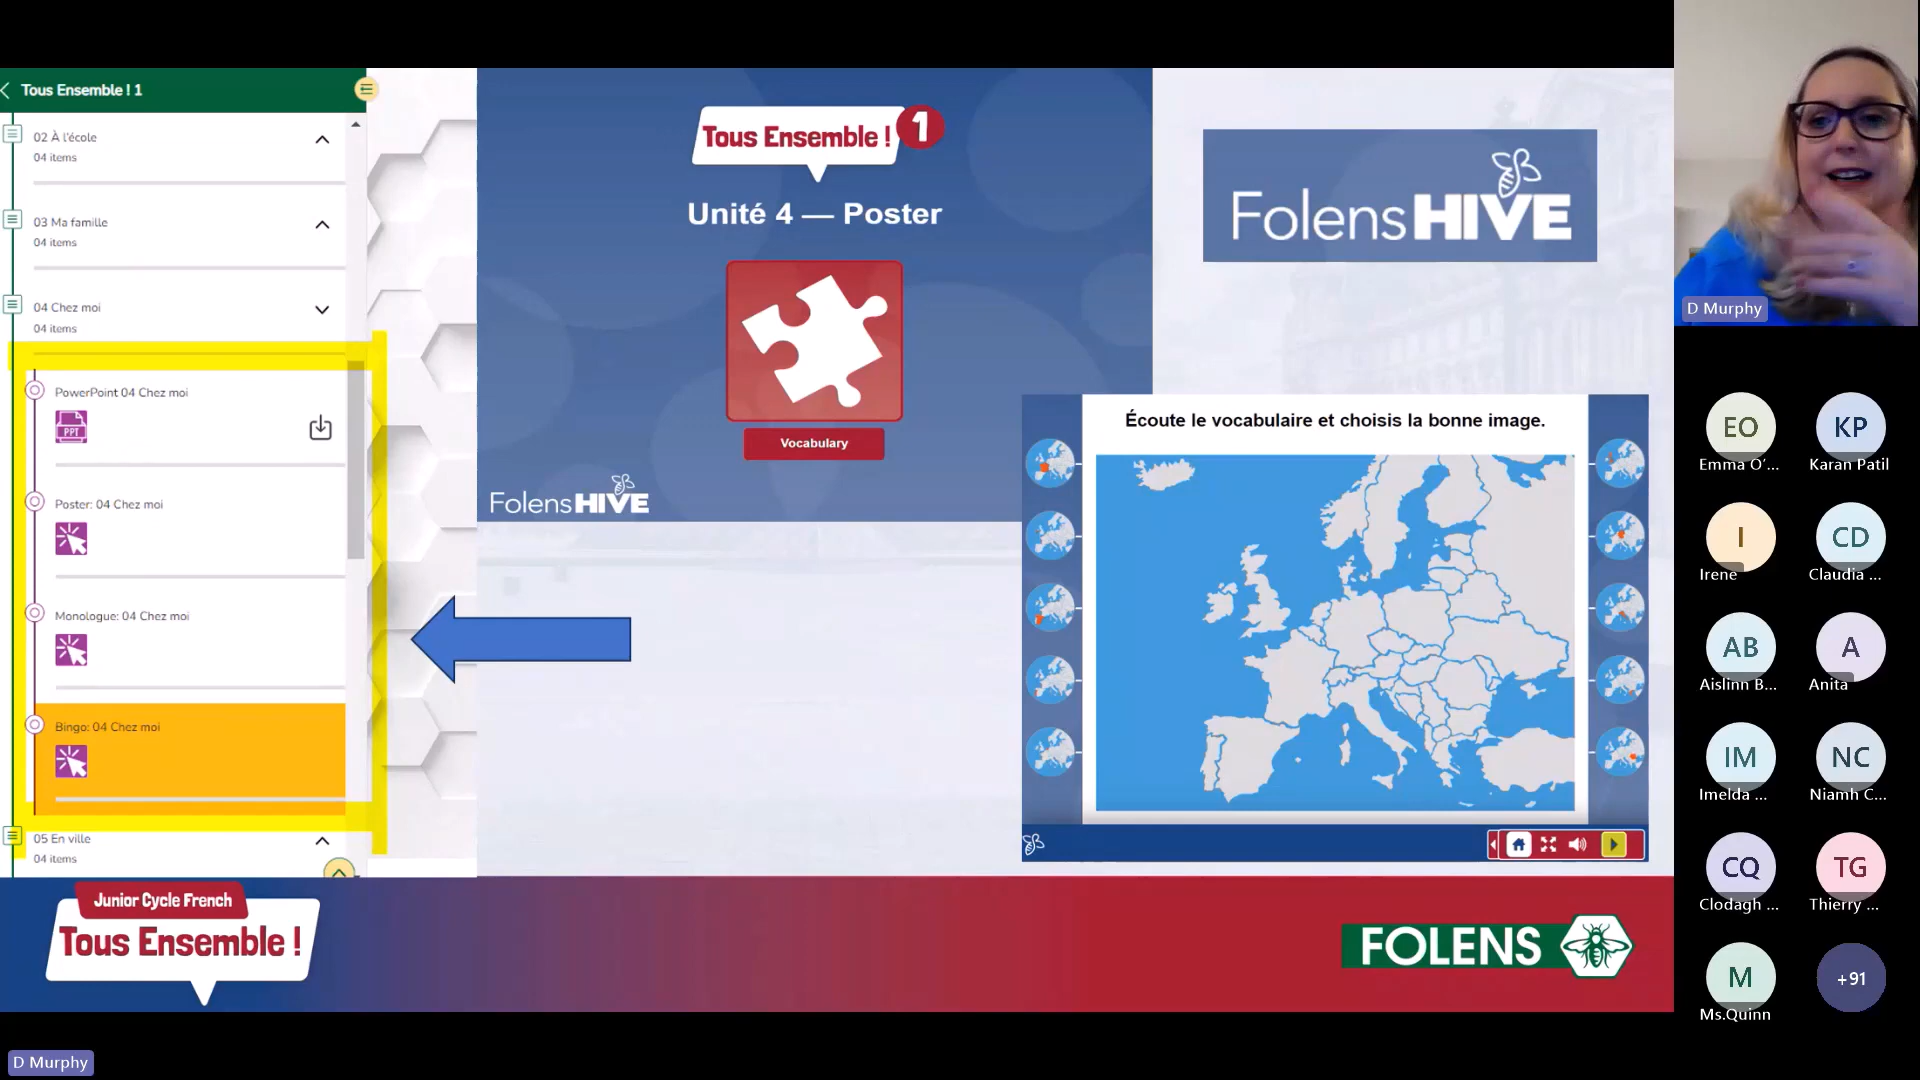 Tous Ensemble ! 1
02 À l'école
04 items
03 Ma famille
04 items
04 Chez moi
04 items
PowerPoint 04 Chez moi
PPT
Poster: 04 Chez moi
Monologue: 04 Chez moi
Bingo: 04 Chez moi
05 En ville
04 items
Tous Ensemble ! 1
Unité 4 — Poster
Vocabulary
Folens HIVE
Folens HIVE
Écoute le vocabulaire et choisis la bonne image.
Junior Cycle French
Tous Ensemble !
FOLENS
D Murphy
D Murphy
EO
Emma O'...
KP
Karan Patil
I
Irene
CD
Claudia ...
AB
Aislinn B...
A
Anita
IM
Imelda ...
NC
Niamh C...
CQ
Clodagh ...
TG
Thierry ...
M
Ms.Quinn
+91